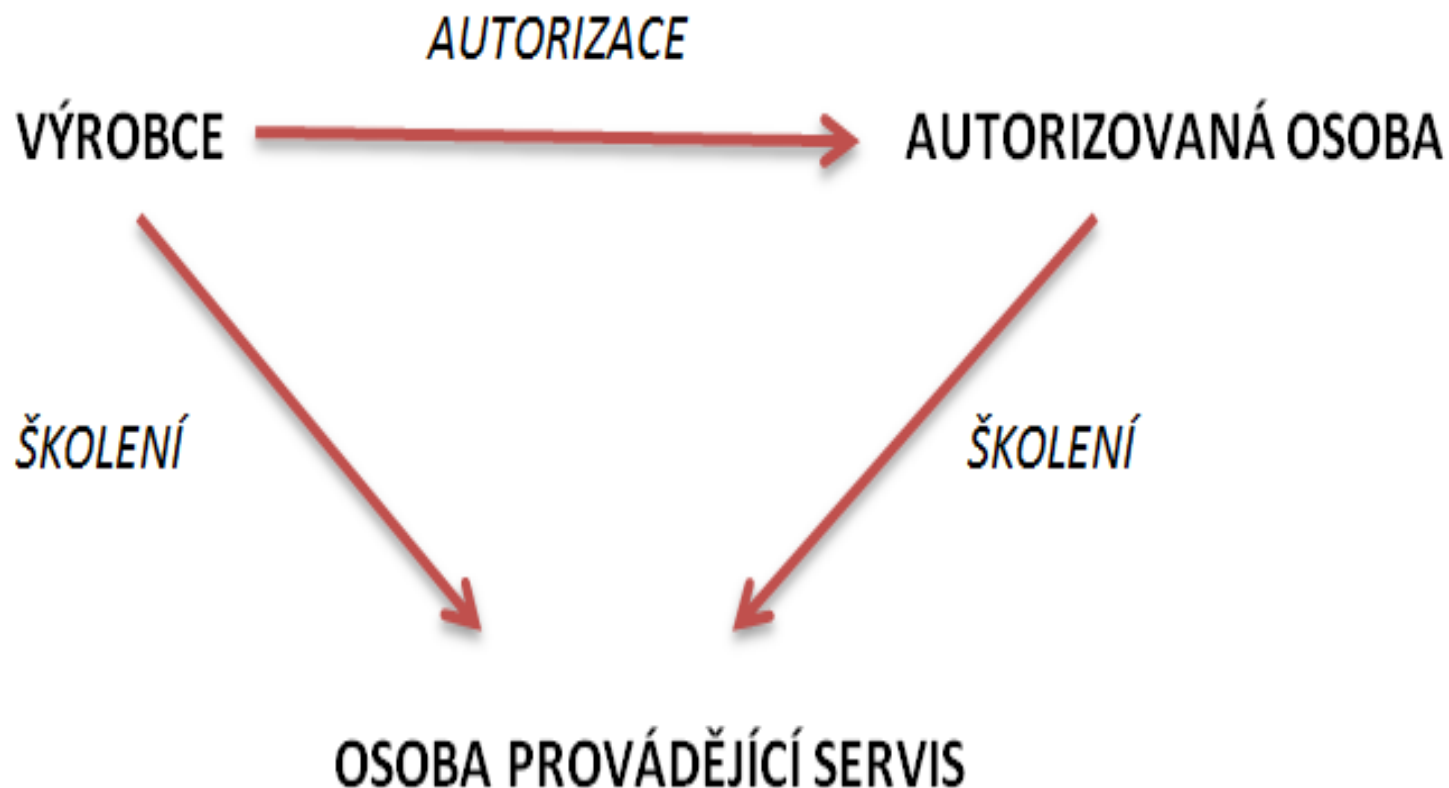 AUTORIZACE
VÝROBCE
AUTORIZOVANÁ OSOBA
ŠKOLENÍ
ŠKOLENÍ
OSOBA PROVÁDĚJÍCÍ SERVIS